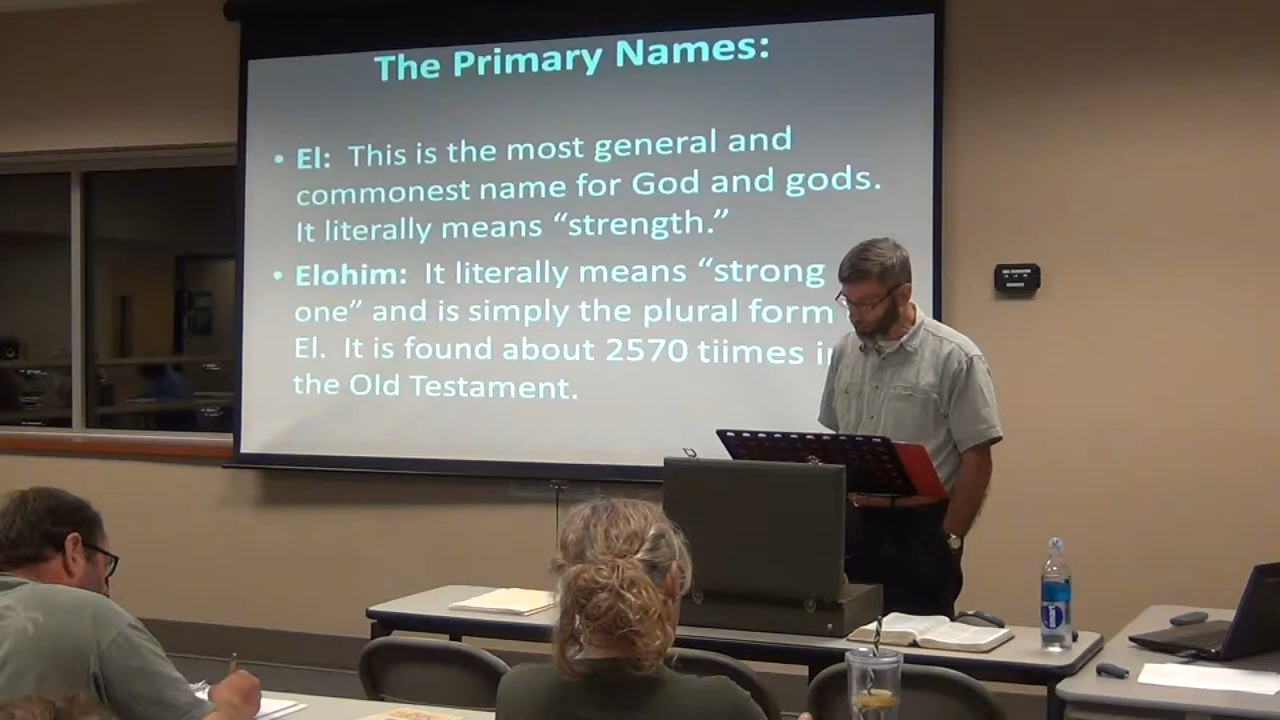 The Primary Names:
• El: This is the most general and
commonest name for God and gods.
It literally means “strength.”
• Elohim: It literally means “strong
one” and is simply the plural form
El. It is found about 2570 tiimes i
the Old Testament.